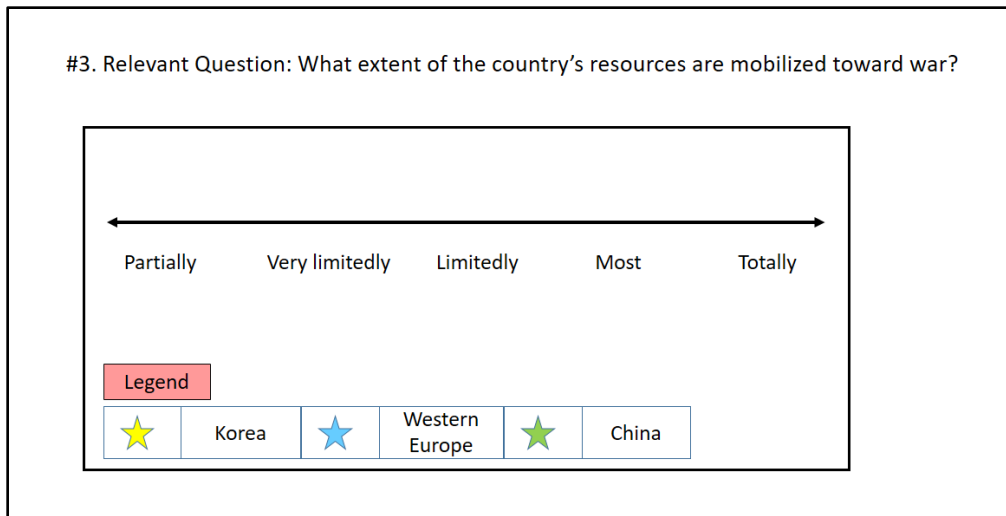 #3. Relevant Question: What extent of the country’s resources are mobilized toward war?
Partially Very limitedly Limitedly Most Totally
Legend
Korea Western Europe China